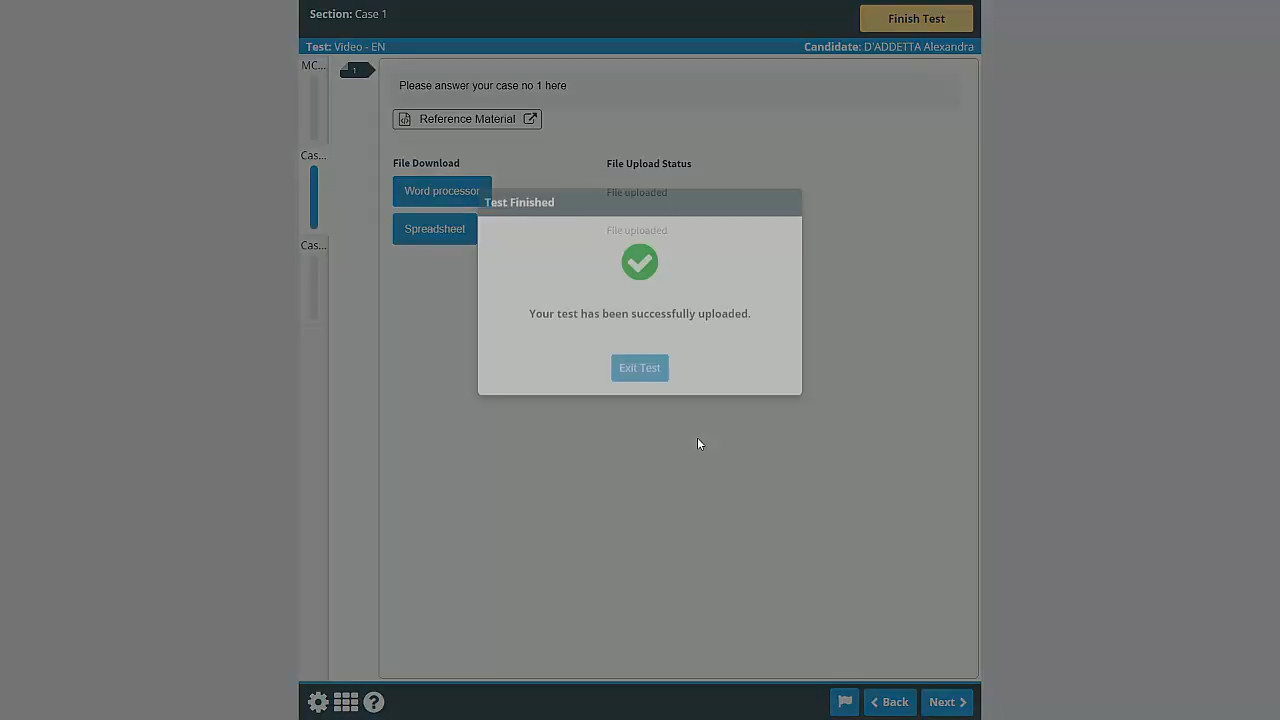 Section: Case 1
Finish Test
Test: Video - EN
Candidate: D'ADDETTA Alexandra
MC...
1
Please answer your case no 1 here
Reference Material
Cas...
File Download
File Upload Status
Word processor
File uploaded
Test Finished
Spreadsheet
File uploaded
Cas...
Your test has been successfully uploaded.
Exit Test
Back
Next